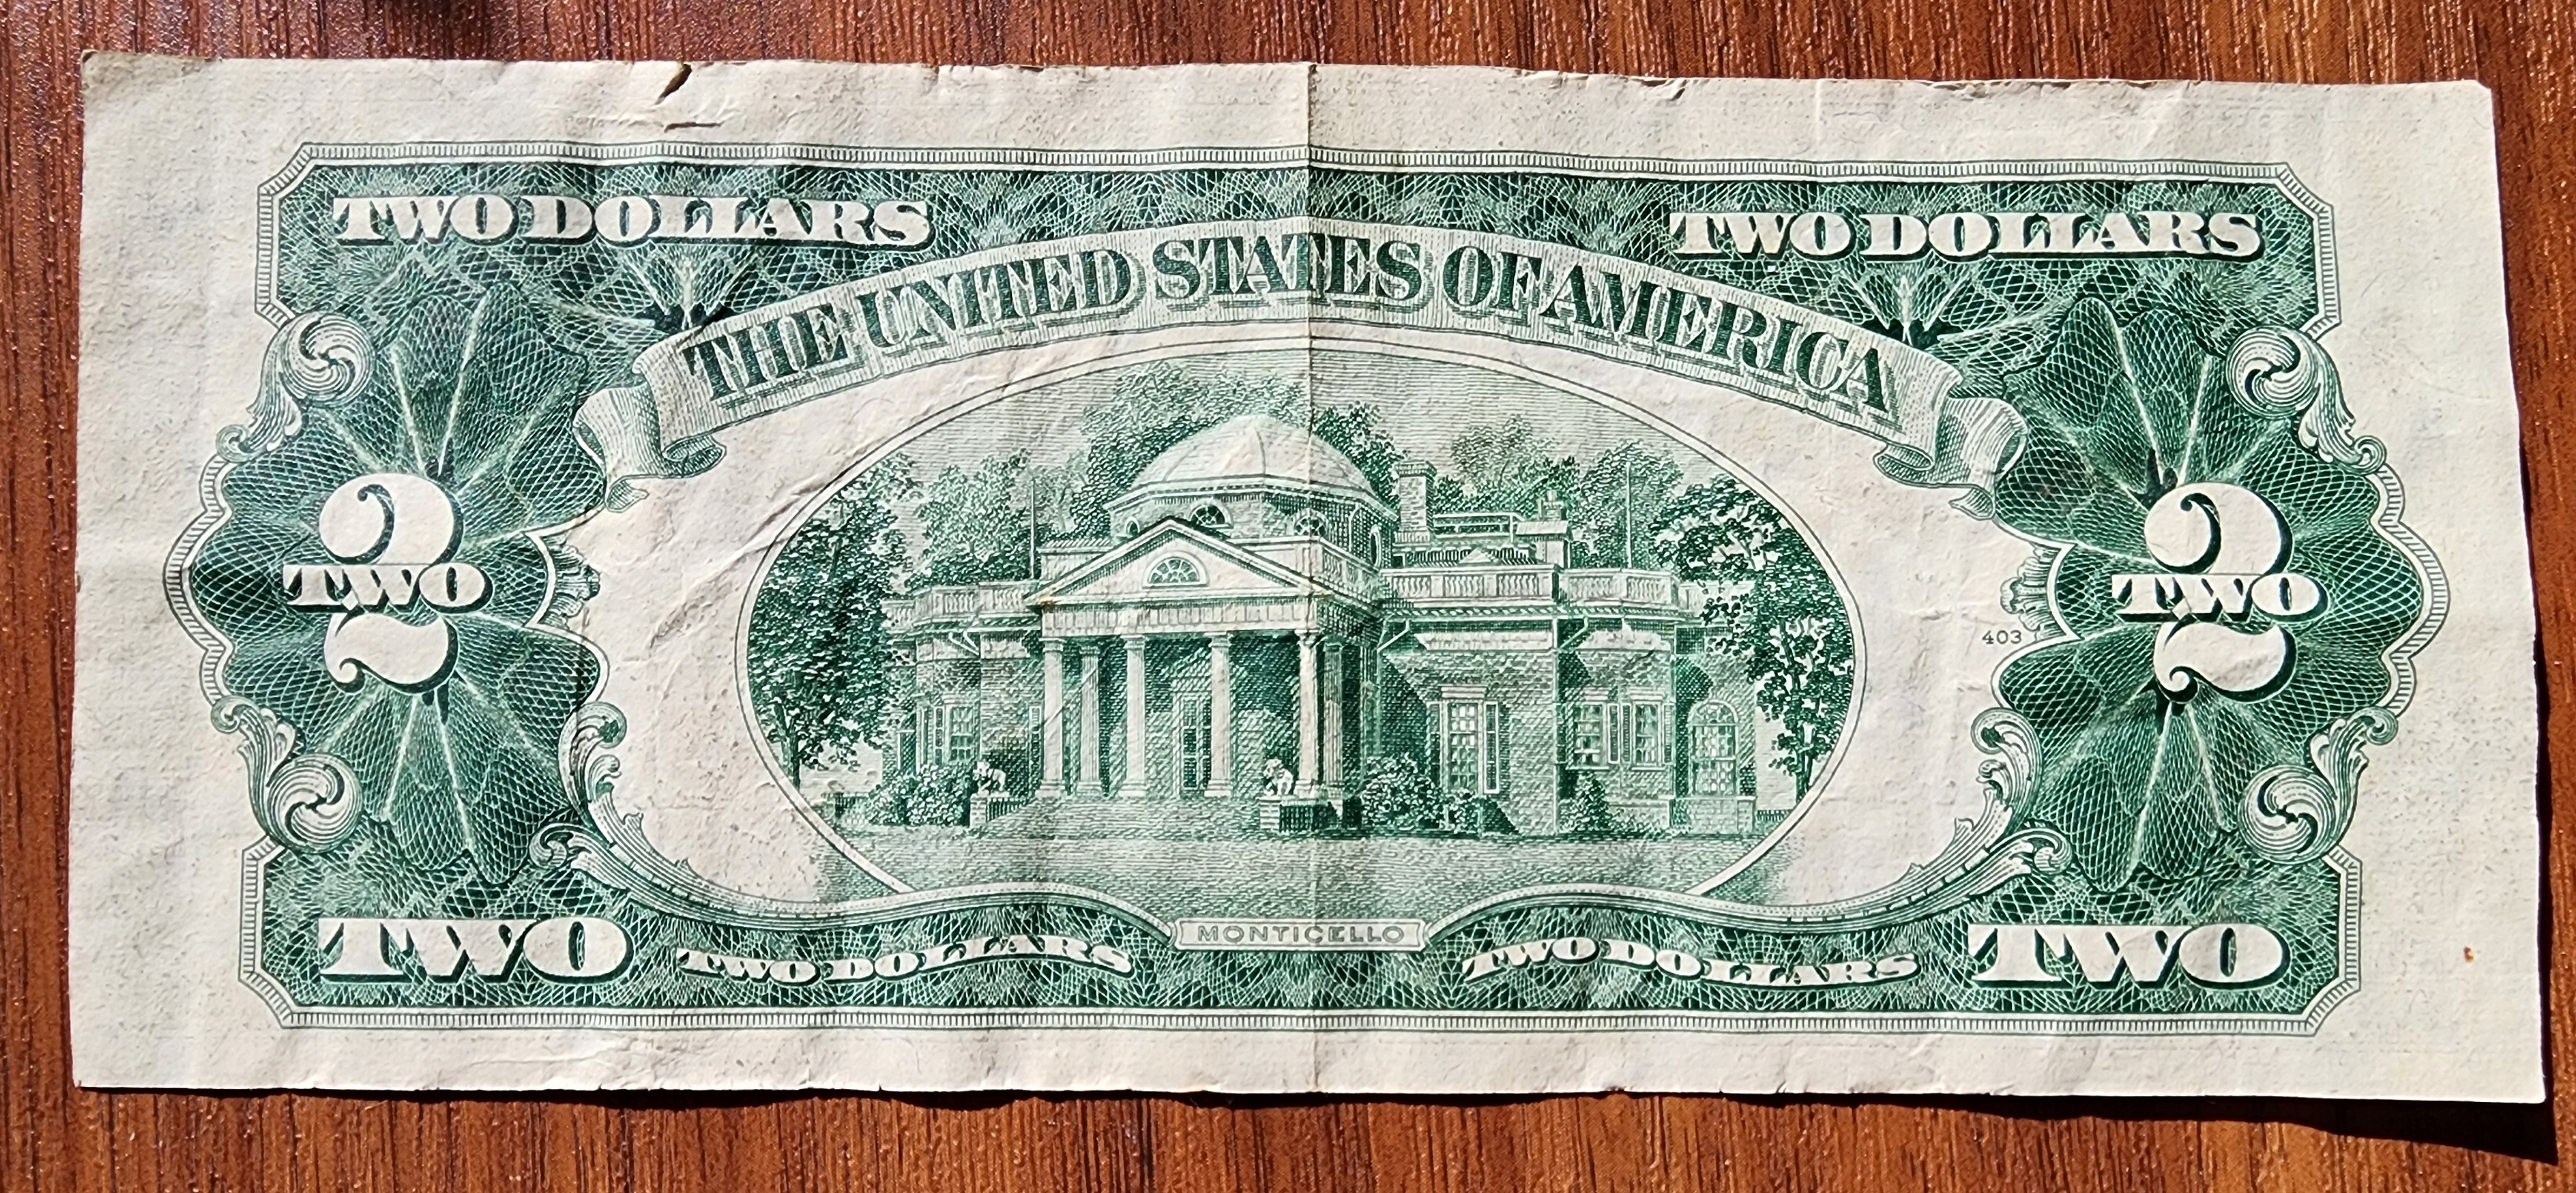 TWO DOLLARS
TWO DOLLARS
THE UNITED STATES OF AMERICA
2
TWO
2
TWO
403
MONTICELLO
TWO
TWO DOLLARS
TWO DOLLARS
TWO